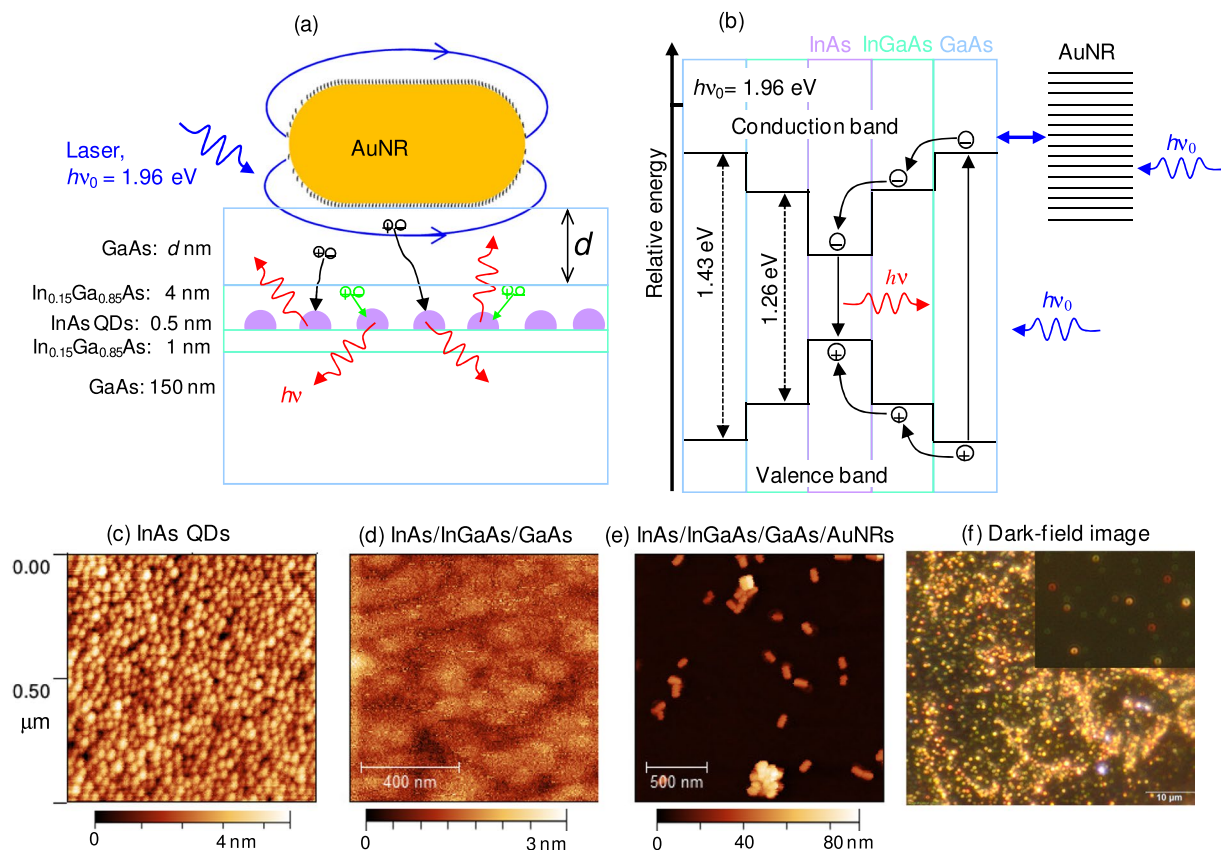 (a)
AuNR
Laser,
hν₀ = 1.96 eV
d
GaAs: d nm
In₀.₁₅Ga₀.₈₅As: 4 nm
InAs QDs: 0.5 nm
In₀.₁₅Ga₀.₈₅As: 1 nm
GaAs: 150 nm
hν
(b)
InAs InGaAs GaAs
AuNR
hν₀= 1.96 eV
Conduction band
hν₀
Relative energy
1.43 eV
1.26 eV
hν
hν₀
Valence band
(c) InAs QDs
0.00
0.50
μm
0 4 nm
(d) InAs/InGaAs/GaAs
400 nm
0 3 nm
(e) InAs/InGaAs/GaAs/AuNRs
500 nm
0 40 80 nm
(f) Dark-field image
10 μm